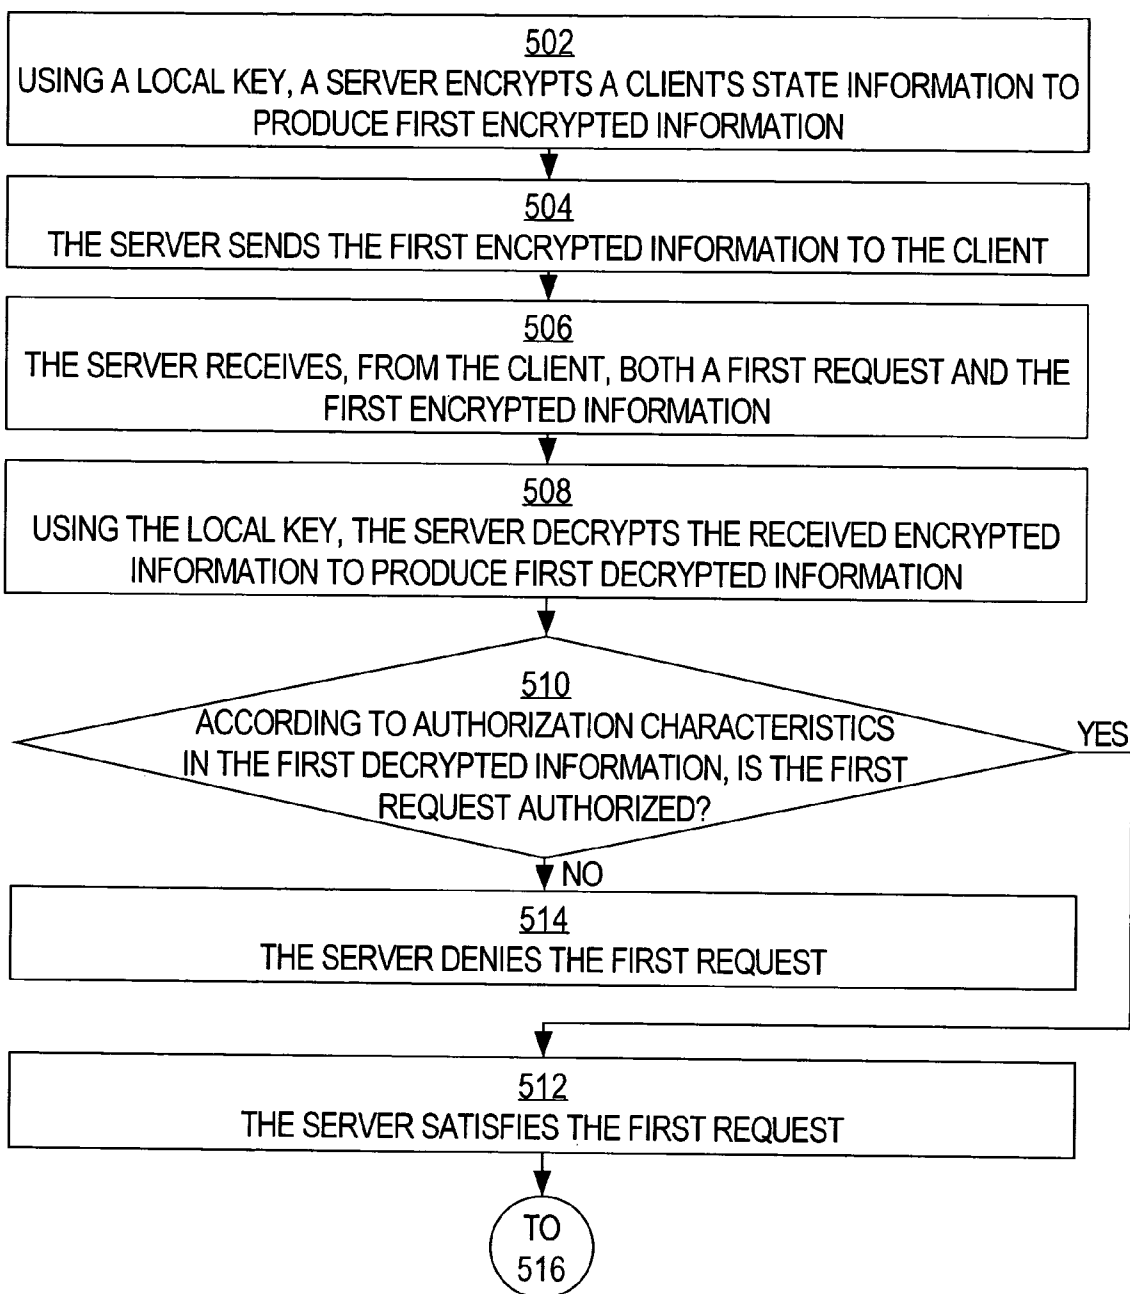 502
USING A LOCAL KEY, A SERVER ENCRYPTS A CLIENT'S STATE INFORMATION TO
PRODUCE FIRST ENCRYPTED INFORMATION
504
THE SERVER SENDS THE FIRST ENCRYPTED INFORMATION TO THE CLIENT
506
THE SERVER RECEIVES, FROM THE CLIENT, BOTH A FIRST REQUEST AND THE
FIRST ENCRYPTED INFORMATION
508
USING THE LOCAL KEY, THE SERVER DECRYPTS THE RECEIVED ENCRYPTED
INFORMATION TO PRODUCE FIRST DECRYPTED INFORMATION
510
ACCORDING TO AUTHORIZATION CHARACTERISTICS
IN THE FIRST DECRYPTED INFORMATION, IS THE FIRST
REQUEST AUTHORIZED?
YES
NO
514
THE SERVER DENIES THE FIRST REQUEST
512
THE SERVER SATISFIES THE FIRST REQUEST
TO
516